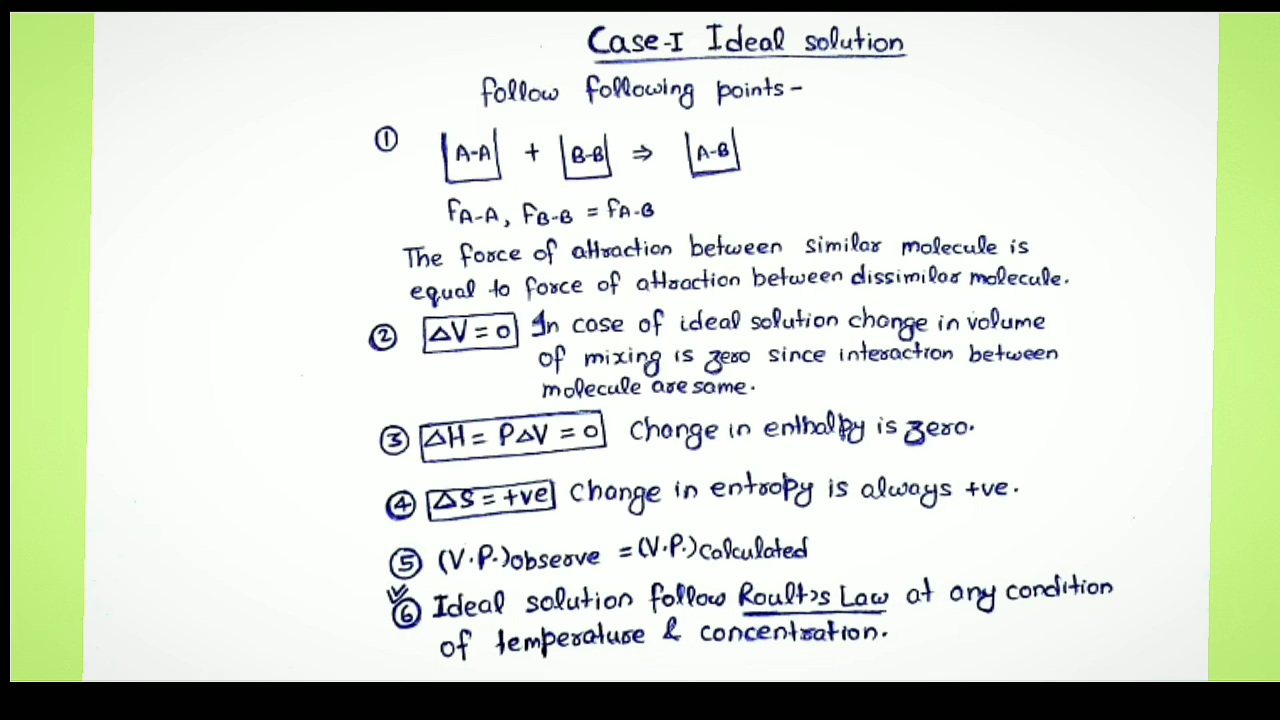 Case-I Ideal solution
follow following points-
① A-A + B-B ⇒ A-B
FA-A, FB-B = FA-B
The force of attraction between similar molecule is
equal to force of attraction between dissimilar molecule.
② ΔV = 0 In case of ideal solution change in volume
of mixing is zero since interaction between
molecule are same.
③ ΔH = PΔV = 0 Change in enthalpy is zero.
④ ΔS = +ve Change in entropy is always +ve.
⑤ (V.P.)observe = (V.P.)calculated
⑥ Ideal solution follow Roult's Law at any condition
of temperature & concentration.